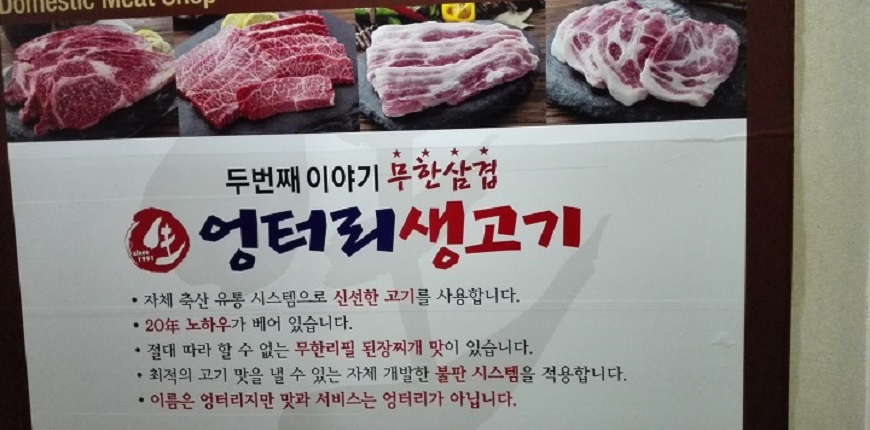 Domestic Meat Shop
두번째 이야기 무한삼겹
since 1991 生 엉터리생고기
• 자체 축산 유통 시스템으로 신선한 고기를 사용합니다.
• 20年 노하우가 베어 있습니다.
• 절대 따라 할 수 없는 무한리필 된장찌개 맛이 있습니다.
• 최적의 고기 맛을 낼 수 있는 자체 개발한 불판 시스템을 적용합니다.
• 이름은 엉터리지만 맛과 서비스는 엉터리가 아닙니다.